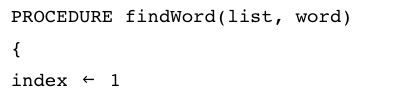 PROCEDURE findWord(list, word)
{
index ← 1